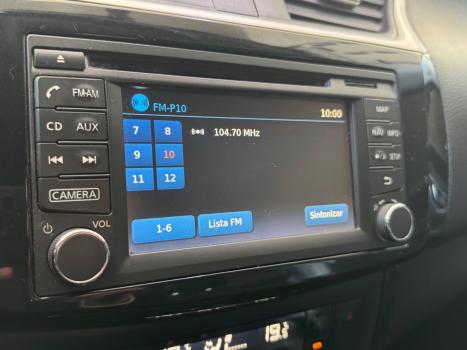 FM-P10 10:00
FM•AM
MAP
7 8 104.70 MHz
CD AUX
NAV INFO
9 10
SETUP
11 12
CAMERA
VOL
1-6 Lista FM Sintonizar